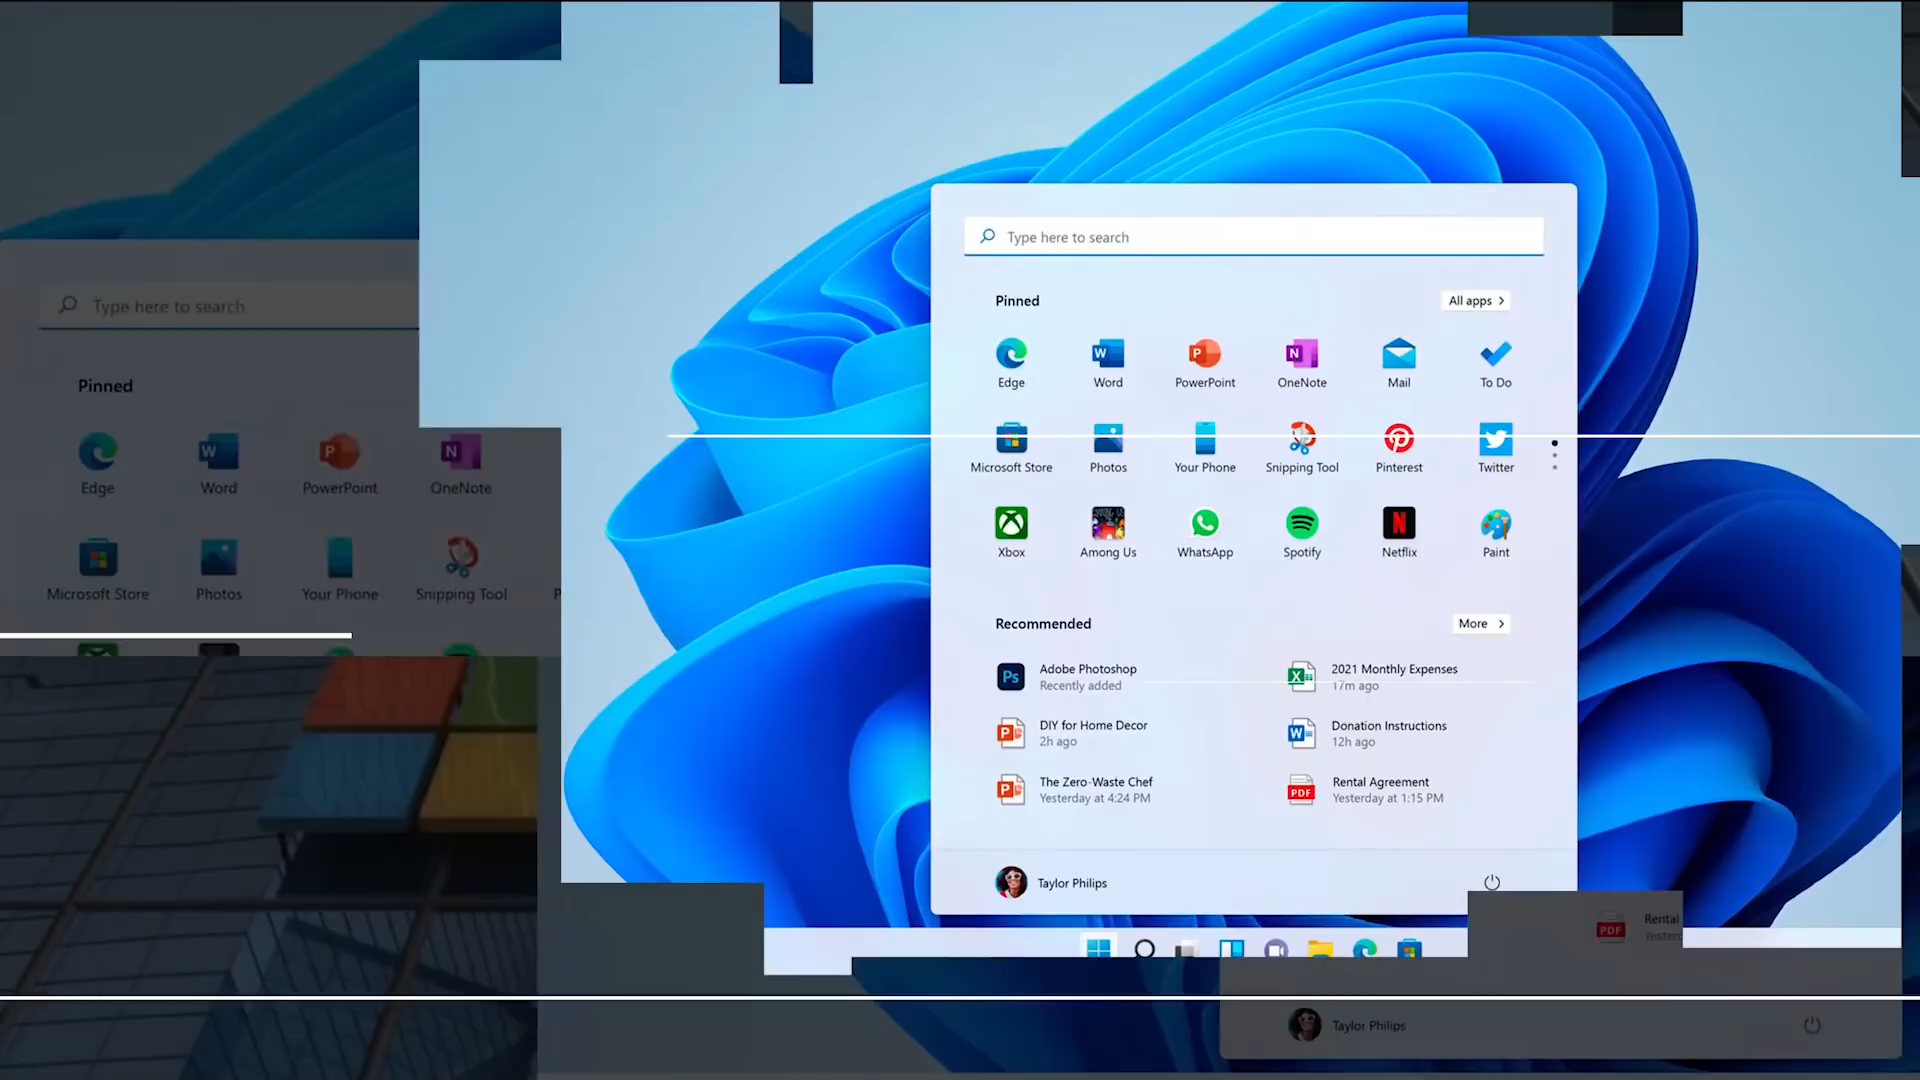 Type here to search
Pinned
All apps
Edge
Word
PowerPoint
OneNote
Mail
To Do
Microsoft Store
Photos
Your Phone
Snipping Tool
Pinterest
Twitter
Xbox
Among Us
WhatsApp
Spotify
Netflix
Paint
Recommended
More
Adobe Photoshop
Recently added
2021 Monthly Expenses
17m ago
DIY for Home Decor
2h ago
Donation Instructions
12h ago
The Zero-Waste Chef
Yesterday at 4:24 PM
PDF
Rental Agreement
Yesterday at 1:15 PM
Taylor Philips
Type here to search
Pinned
Edge
Word
PowerPoint
OneNote
Microsoft Store
Photos
Your Phone
Snipping Tool
P
PDF
Rental
Taylor Philips